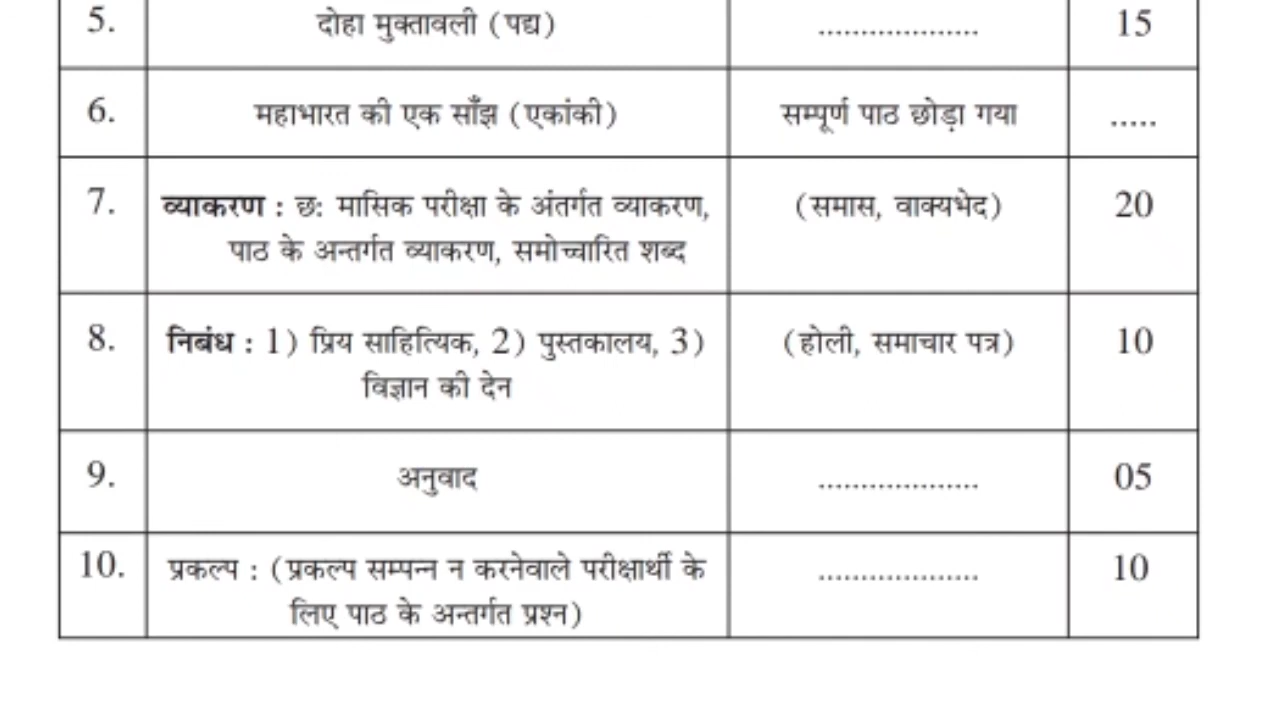 5. दोहा मुक्तावली (पद्य) ................... 15
6. महाभारत की एक साँझ (एकांकी) सम्पूर्ण पाठ छोड़ा गया .....
7. व्याकरण : छ: मासिक परीक्षा के अंतर्गत व्याकरण, (समास, वाक्यभेद) 20
पाठ के अन्तर्गत व्याकरण, समोच्चारित शब्द
8. निबंध : 1) प्रिय साहित्यिक, 2) पुस्तकालय, 3) (होली, समाचार पत्र) 10
विज्ञान की देन
9. अनुवाद ................... 05
10. प्रकल्प : (प्रकल्प सम्पन्न न करनेवाले परीक्षार्थी के ................... 10
लिए पाठ के अन्तर्गत प्रश्न)